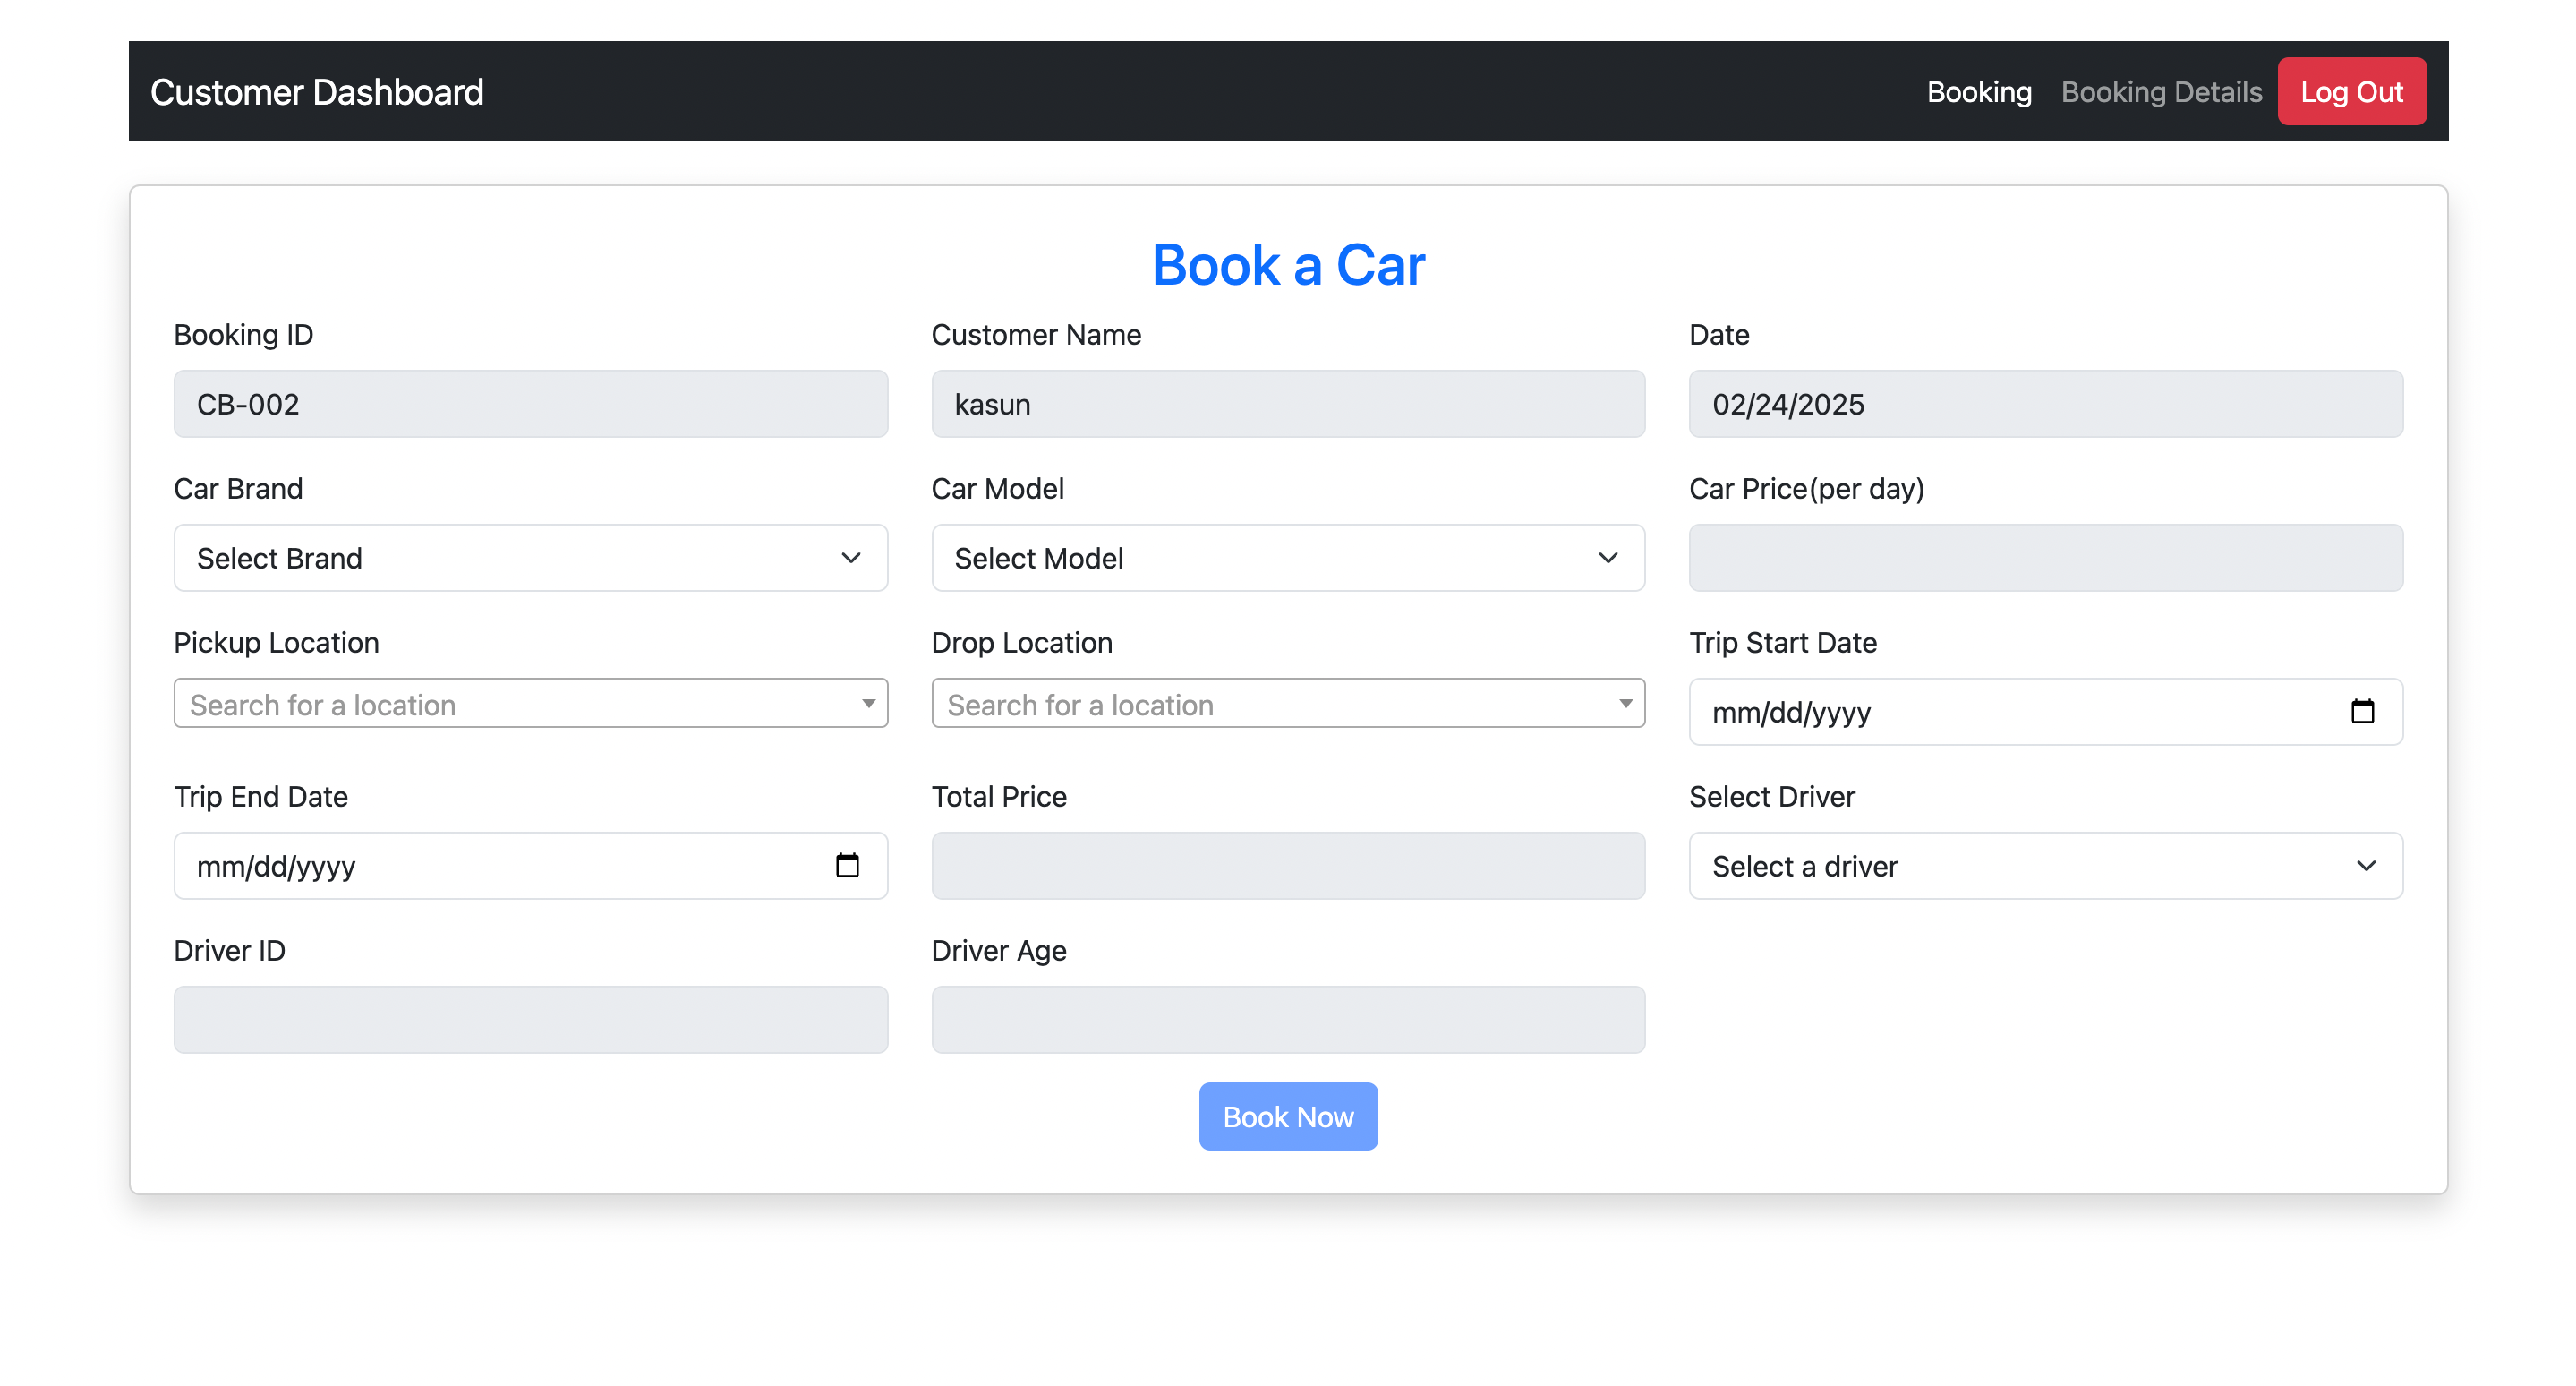 Customer Dashboard
Booking Booking Details Log Out
Book a Car
Booking ID Customer Name Date
CB-002 kasun 02/24/2025
Car Brand Car Model Car Price(per day)
Select Brand Select Model
Pickup Location Drop Location Trip Start Date
Search for a location Search for a location mm/dd/yyyy
Trip End Date Total Price Select Driver
mm/dd/yyyy Select a driver
Driver ID Driver Age
Book Now